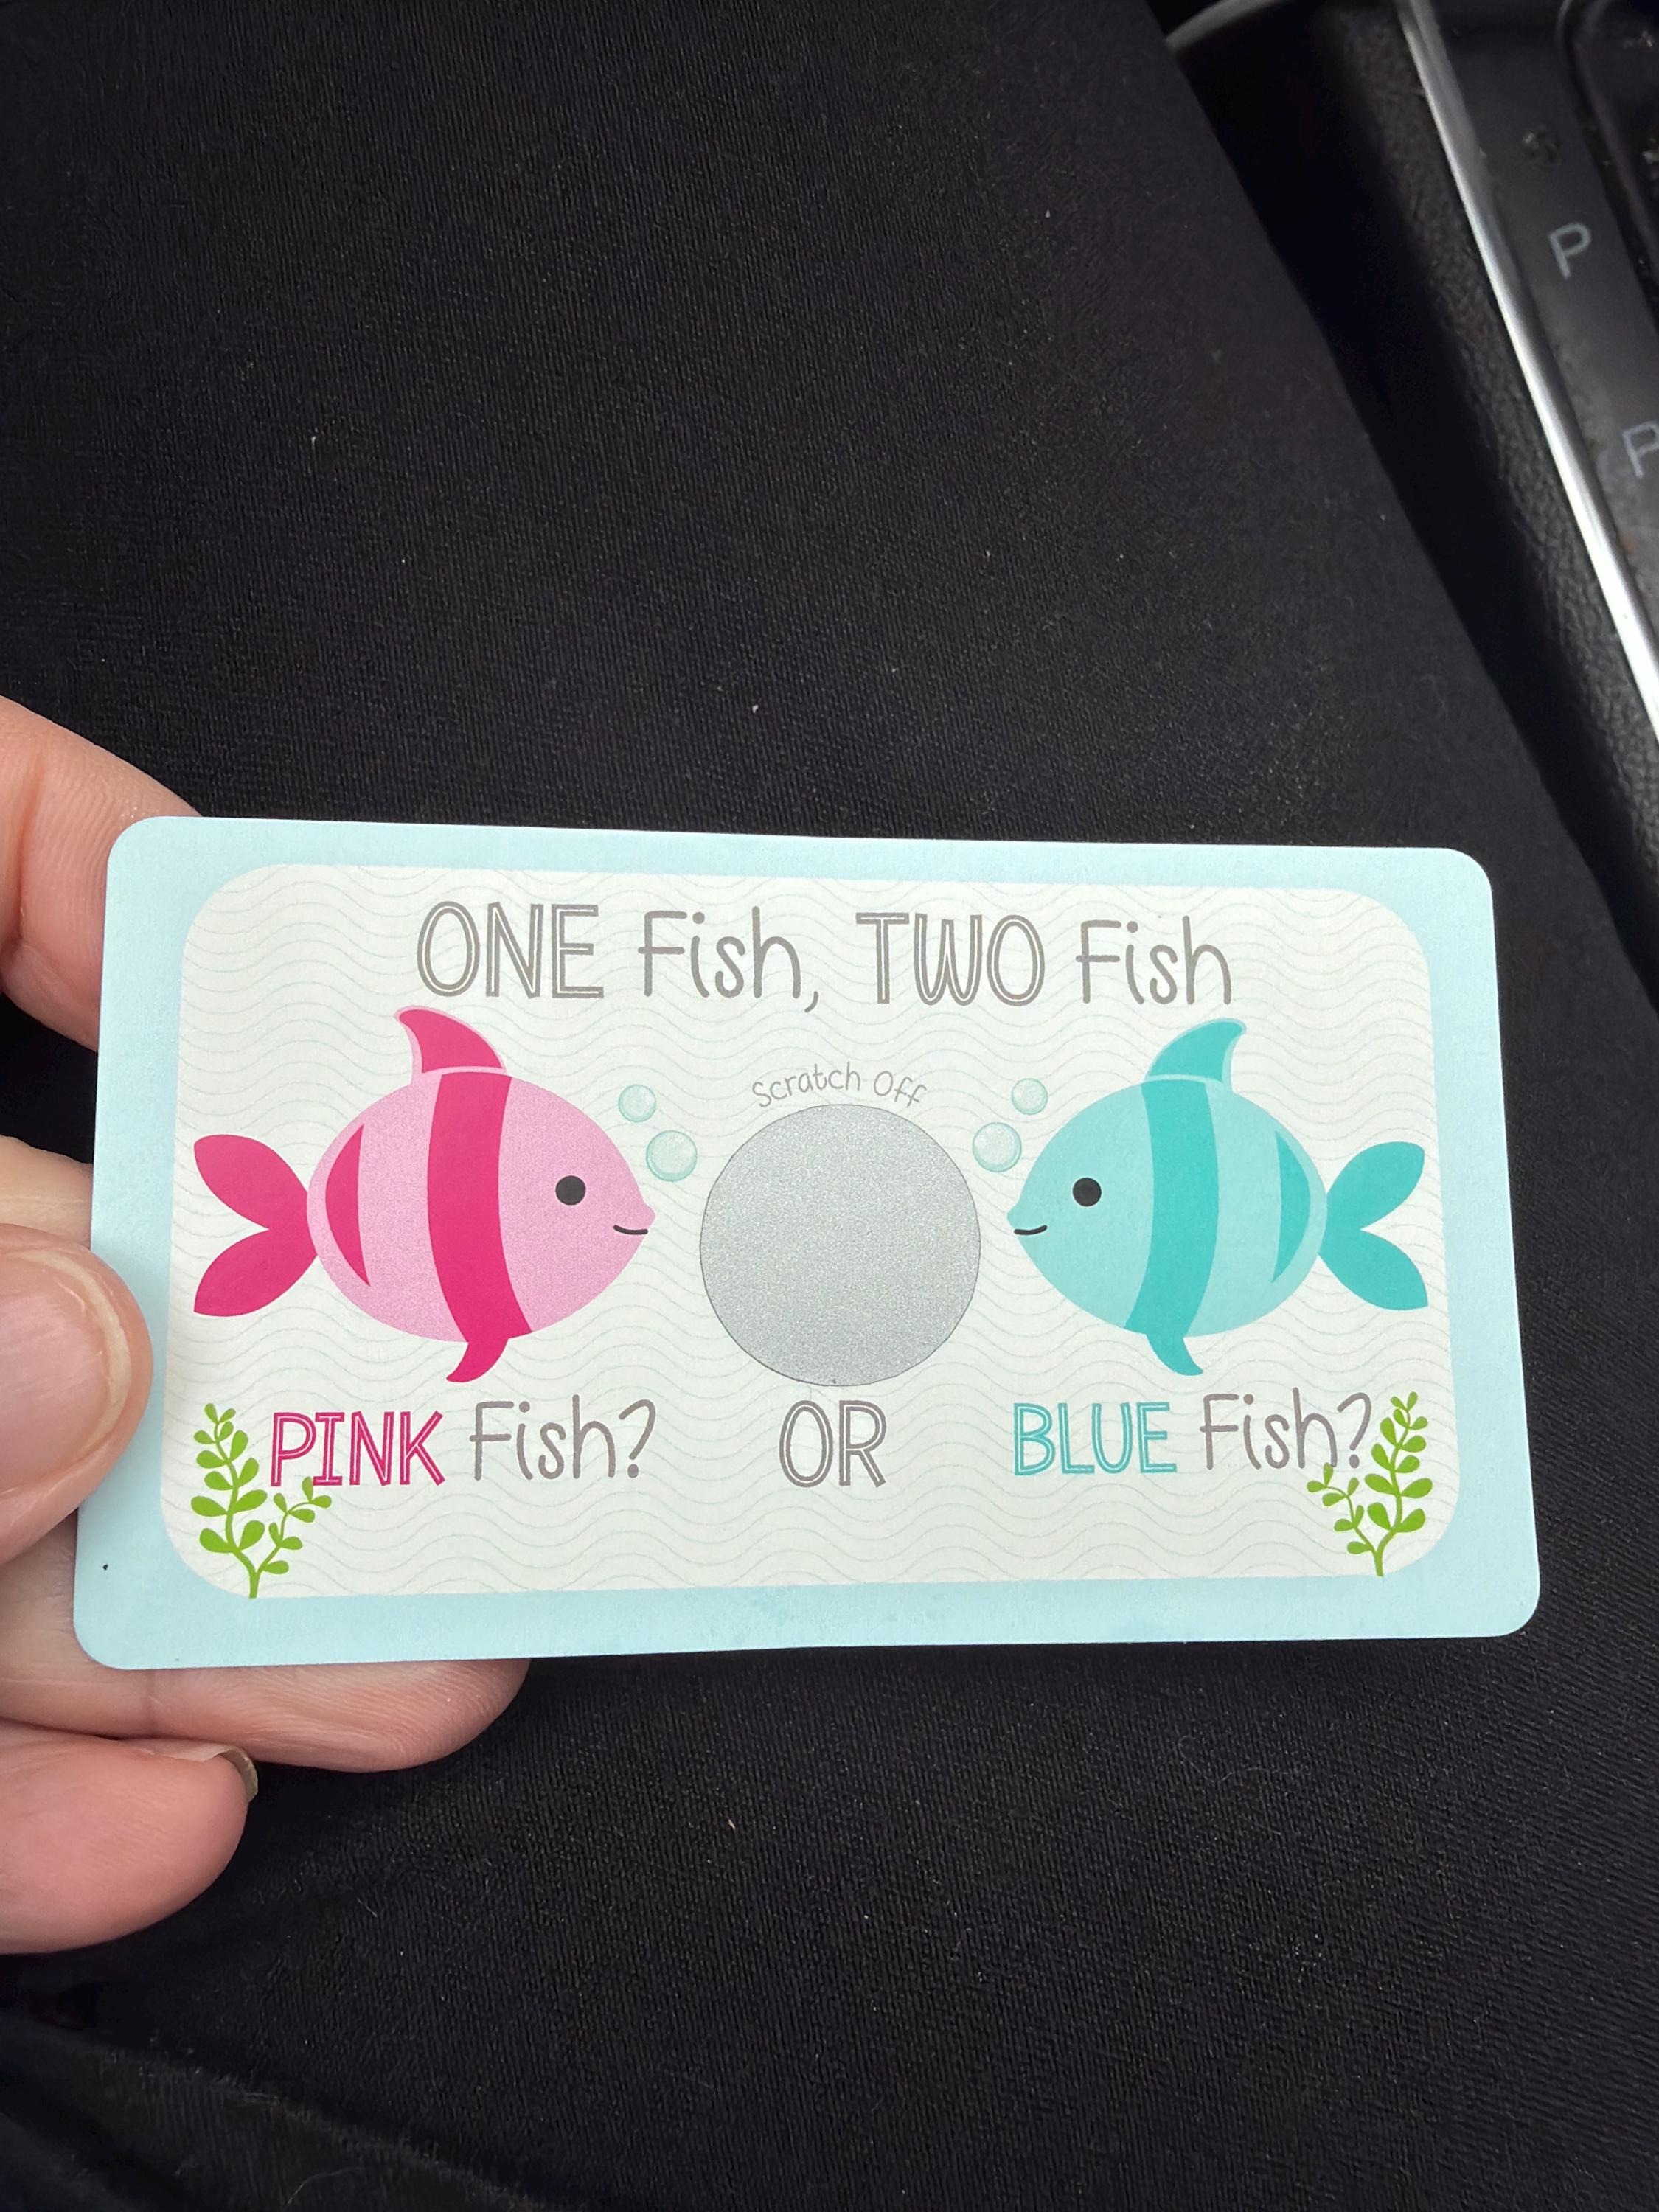 P
P
ONE Fish, TWO Fish
Scratch Off
PINK Fish? OR BLUE Fish?